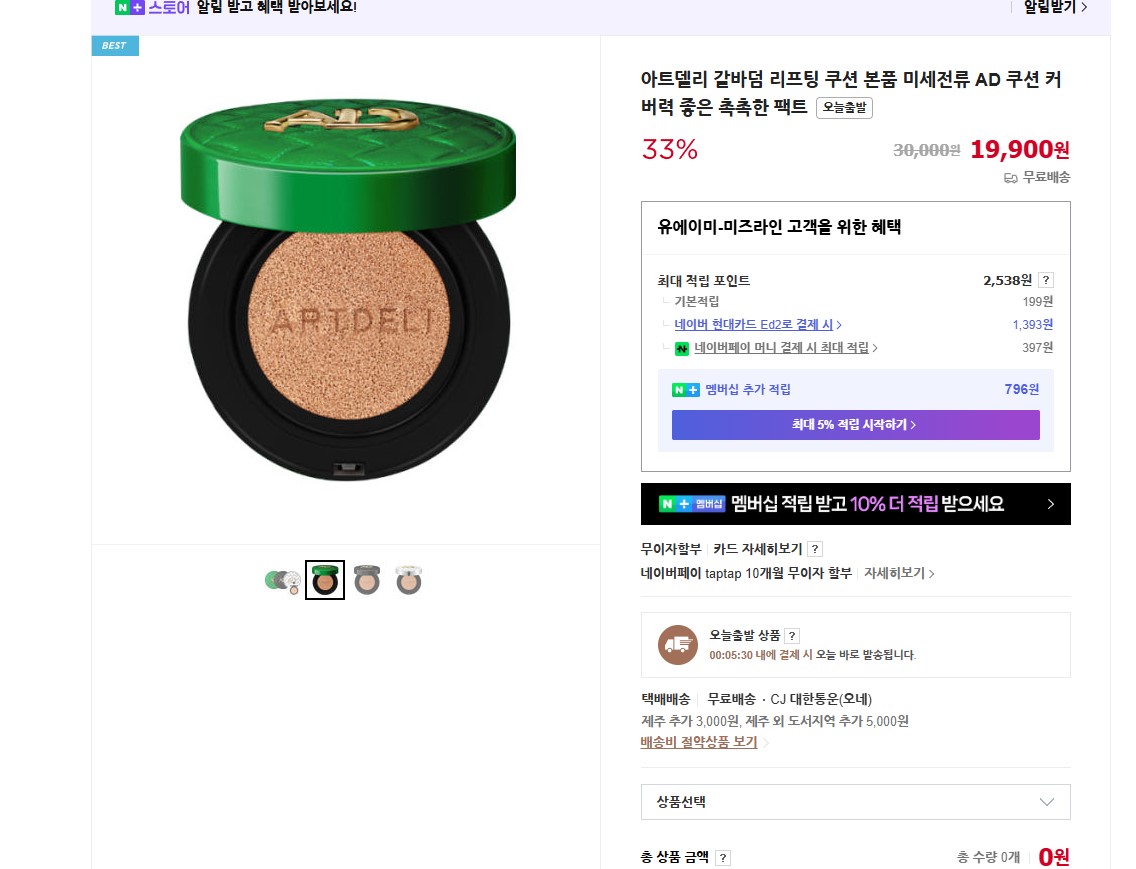 N+ 스토어 알림 받고 혜택 받아보세요!
알림받기 >
BEST
AD
ARTDELI
아트델리 갈바덤 리프팅 쿠션 본품 미세전류 AD 쿠션 커
버력 좋은 촉촉한 팩트 오늘출발
33% 30,000원 19,900원
무료배송
유에이미-미즈라인 고객을 위한 혜택
최대 적립 포인트 2,538원 ?
기본적립 199원
네이버 현대카드 Ed2로 결제 시 > 1,393원
N 네이버페이 머니 결제 시 최대 적립 > 397원
N+ 멤버십 추가 적립 796원
최대 5% 적립 시작하기 >
N+ 멤버십 멤버십 적립 받고 10% 더 적립 받으세요 >
무이자할부 카드 자세히보기 ?
네이버페이 taptap 10개월 무이자 할부 자세히보기 >
오늘출발 상품 ?
00:05:30 내에 결제 시 오늘 바로 발송됩니다.
택배배송 무료배송 · CJ 대한통운(오네)
제주 추가 3,000원, 제주 외 도서지역 추가 5,000원
배송비 절약상품 보기 >
상품선택
총 상품 금액 ? 총 수량 0개 0원